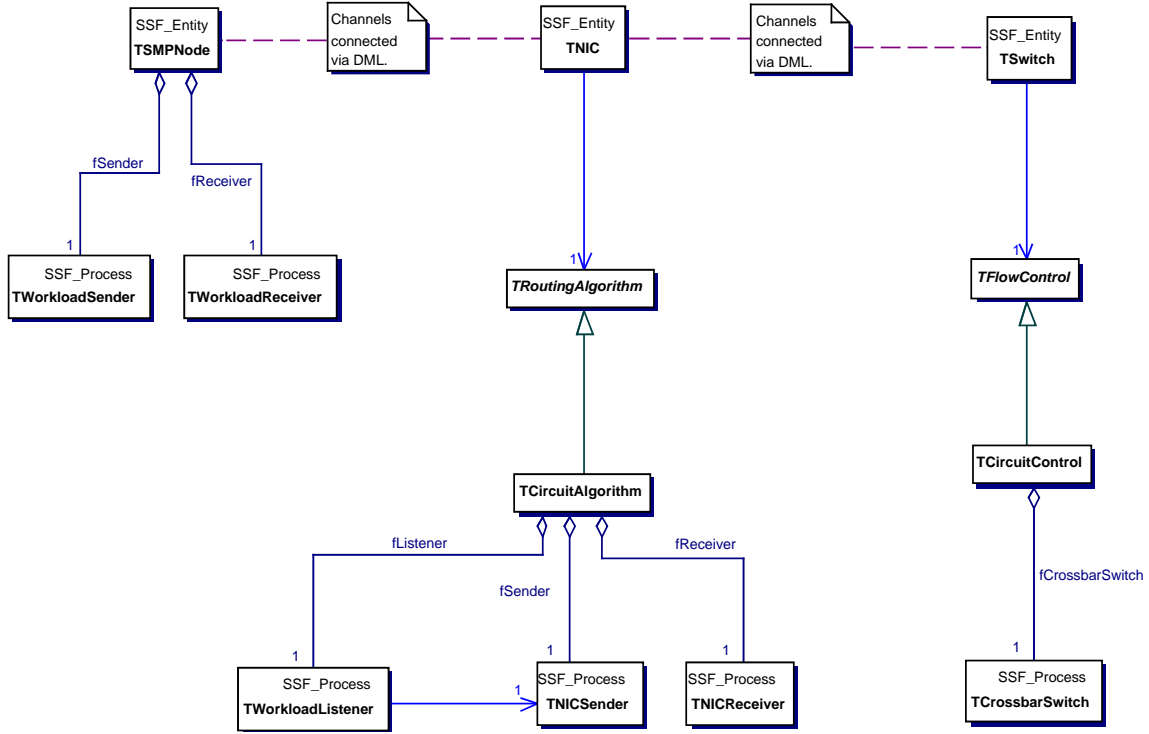 SSF_Entity
TSMPNode
Channels
connected
via DML.
SSF_Entity
TNIC
Channels
connected
via DML.
SSF_Entity
TSwitch
fSender
fReceiver
1
1
1
1
SSF_Process
TWorkloadSender
SSF_Process
TWorkloadReceiver
TRoutingAlgorithm
TFlowControl
TCircuitAlgorithm
TCircuitControl
fListener
fSender
fReceiver
fCrossbarSwitch
1
1
1
1
SSF_Process
TWorkloadListener
1
SSF_Process
TNICSender
SSF_Process
TNICReceiver
SSF_Process
TCrossbarSwitch